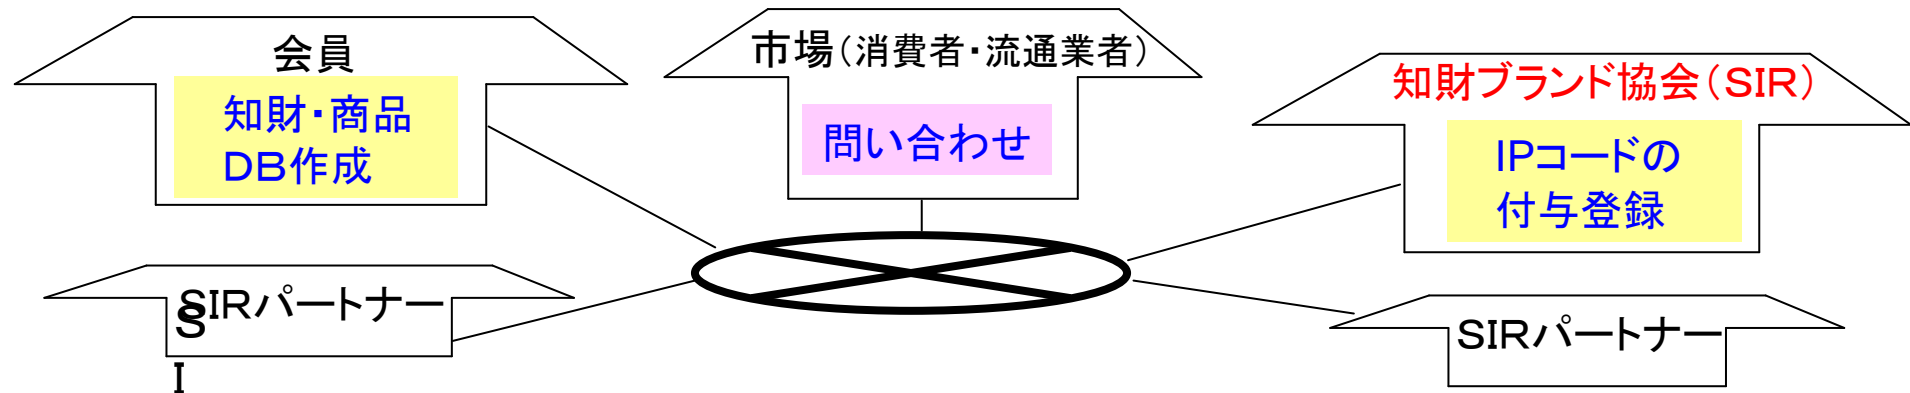 会員
知財・商品
DB作成
市場(消費者・流通業者)
問い合わせ
知財ブランド協会(SIR)
IPコードの
付与登録
SIRパートナー
S
I
SIRパートナー